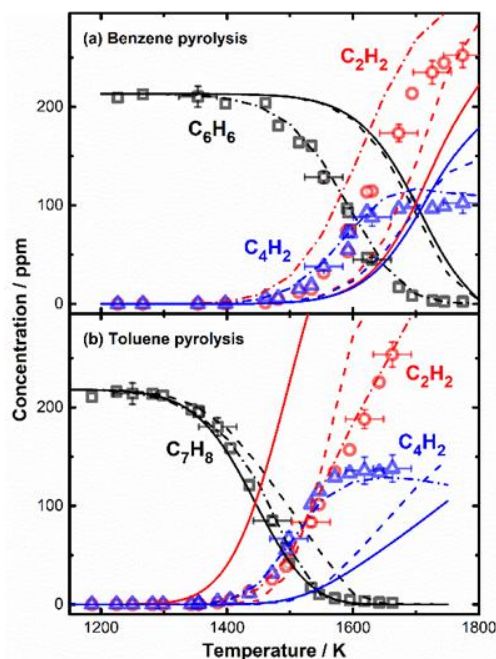 (a) Benzene pyrolysis
C₂H₂
C₆H₆
C₄H₂
300
200
100
0
(b) Toluene pyrolysis
C₂H₂
C₄H₂
C₇H₈
200
100
0
Concentration / ppm
1200 1400 1600 1800
Temperature / K